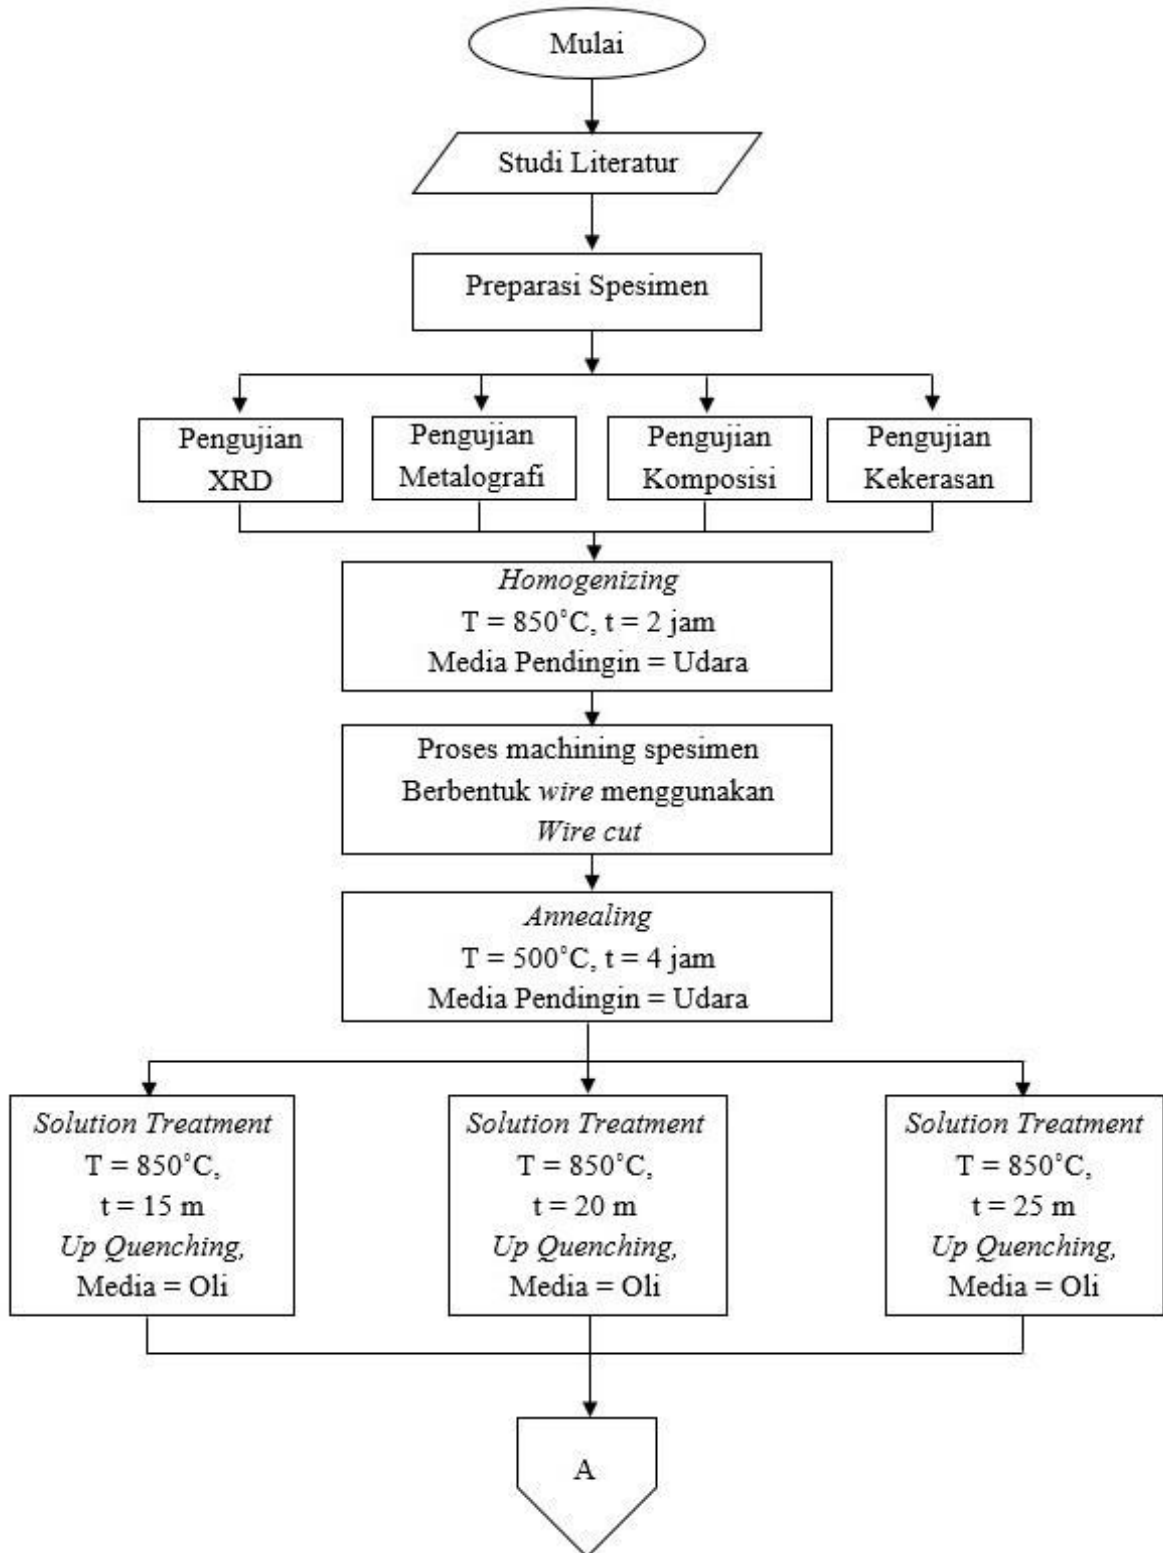 Mulai
Studi Literatur
Preparasi Spesimen
Pengujian
XRD
Pengujian
Metalografi
Pengujian
Komposisi
Pengujian
Kekerasan
Homogenizing
T = 850°C, t = 2 jam
Media Pendingin = Udara
Proses machining spesimen
Berbentuk wire menggunakan
Wire cut
Annealing
T = 500°C, t = 4 jam
Media Pendingin = Udara
Solution Treatment
T = 850°C,
t = 15 m
Up Quenching,
Media = Oli
Solution Treatment
T = 850°C,
t = 20 m
Up Quenching,
Media = Oli
Solution Treatment
T = 850°C,
t = 25 m
Up Quenching,
Media = Oli
A